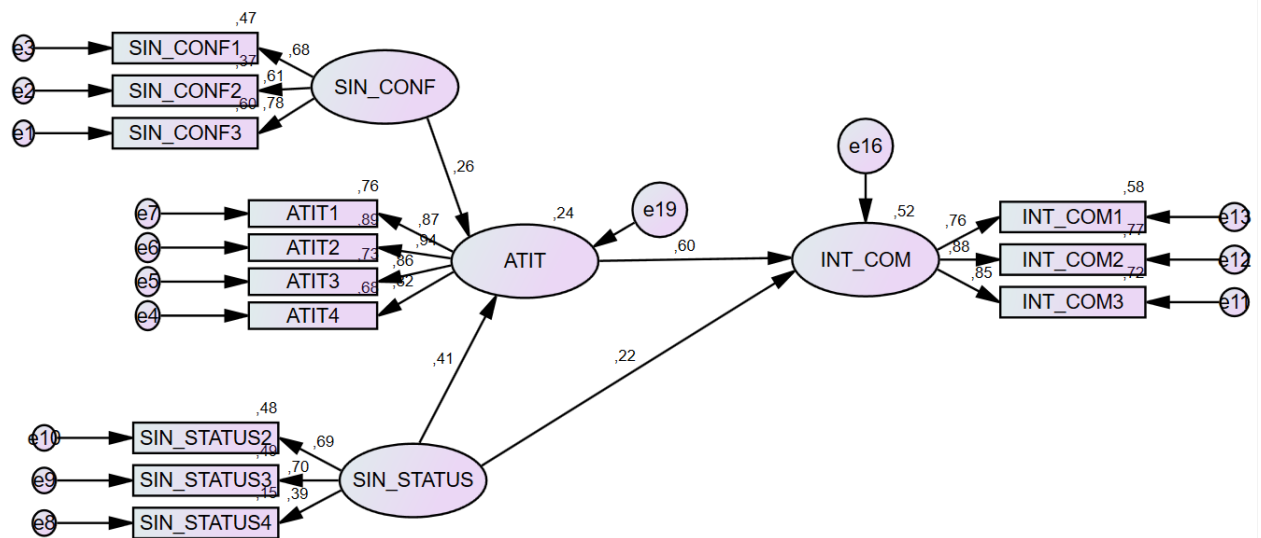 ,47
e3 SIN_CONF1 ,68
,37
e2 SIN_CONF2 ,61
SIN_CONF
,60 ,78
e1 SIN_CONF3
,26
e16
,76
e7 ATIT1 ,87
,89
e6 ATIT2 ,94
,73
e5 ATIT3 ,86
,68 ,82
e4 ATIT4
,24 e19
ATIT
,60
,52
INT_COM
,58
,76 INT_COM1 e13
,77
,88 INT_COM2 e12
,72
,85 INT_COM3 e11
,41
,22
,48
e10 SIN_STATUS2 ,69
,49
e9 SIN_STATUS3 ,70
SIN_STATUS
,15 ,39
e8 SIN_STATUS4